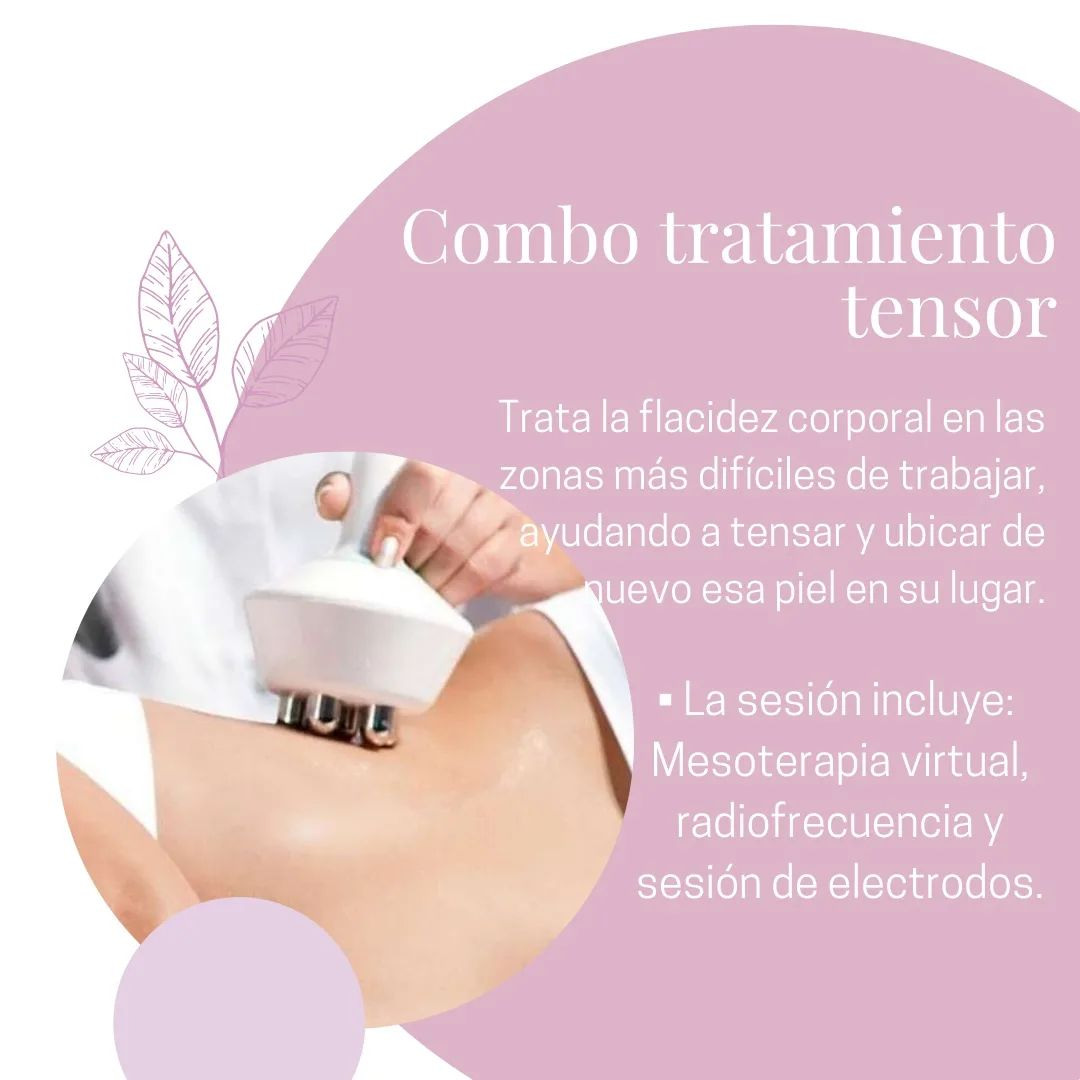 Combo tratamiento
tensor
Trata la flacidez corporal en las
zonas más difíciles de trabajar,
ayudando a tensar y ubicar de
nuevo esa piel en su lugar.
▪ La sesión incluye:
Mesoterapia virtual,
radiofrecuencia y
sesión de electrodos.